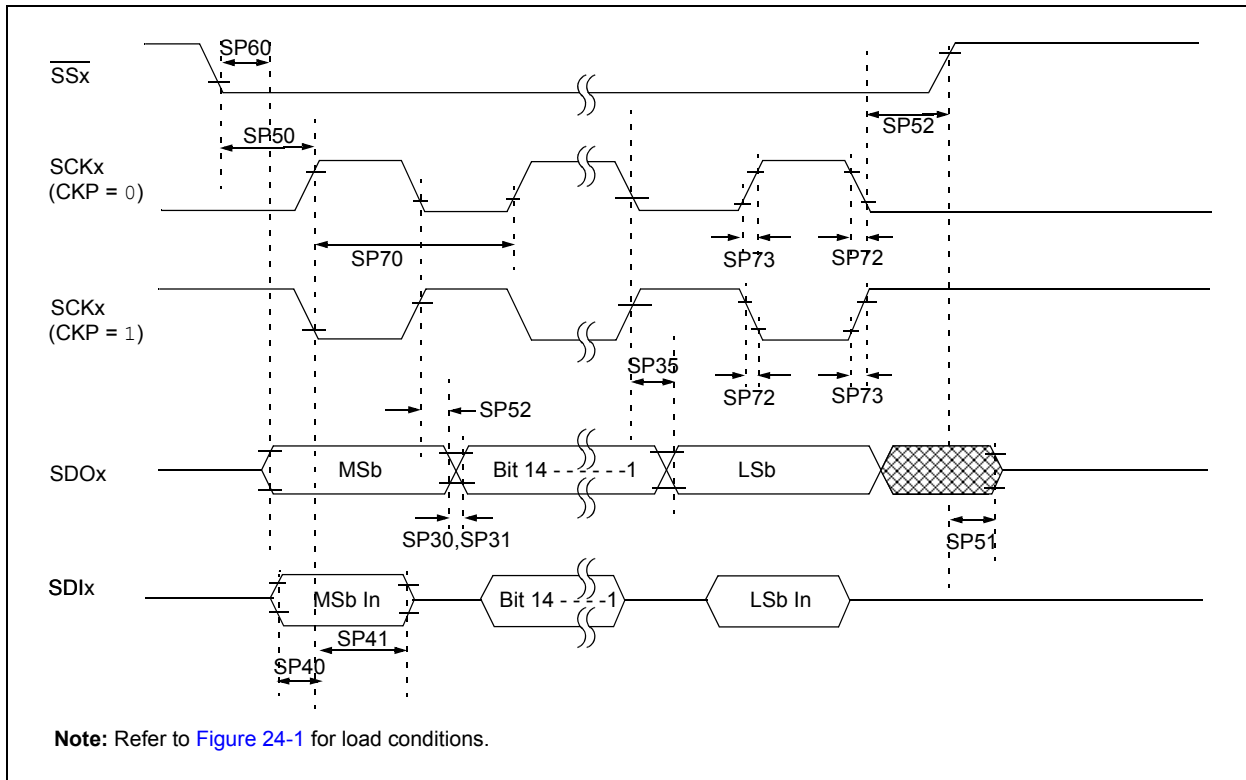 SP60
SSx
SP50
SP52
SCKx
(CKP = 0)
SP70
SP73
SP72
SCKx
(CKP = 1)
SP35
SP72
SP73
SP52
SDOx
MSb
Bit 14 - - - - - -1
LSb
SP30,SP31
SP51
SDIx
MSb In
Bit 14 - - - -1
LSb In
SP41
SP40
Note: Refer to Figure 24-1 for load conditions.